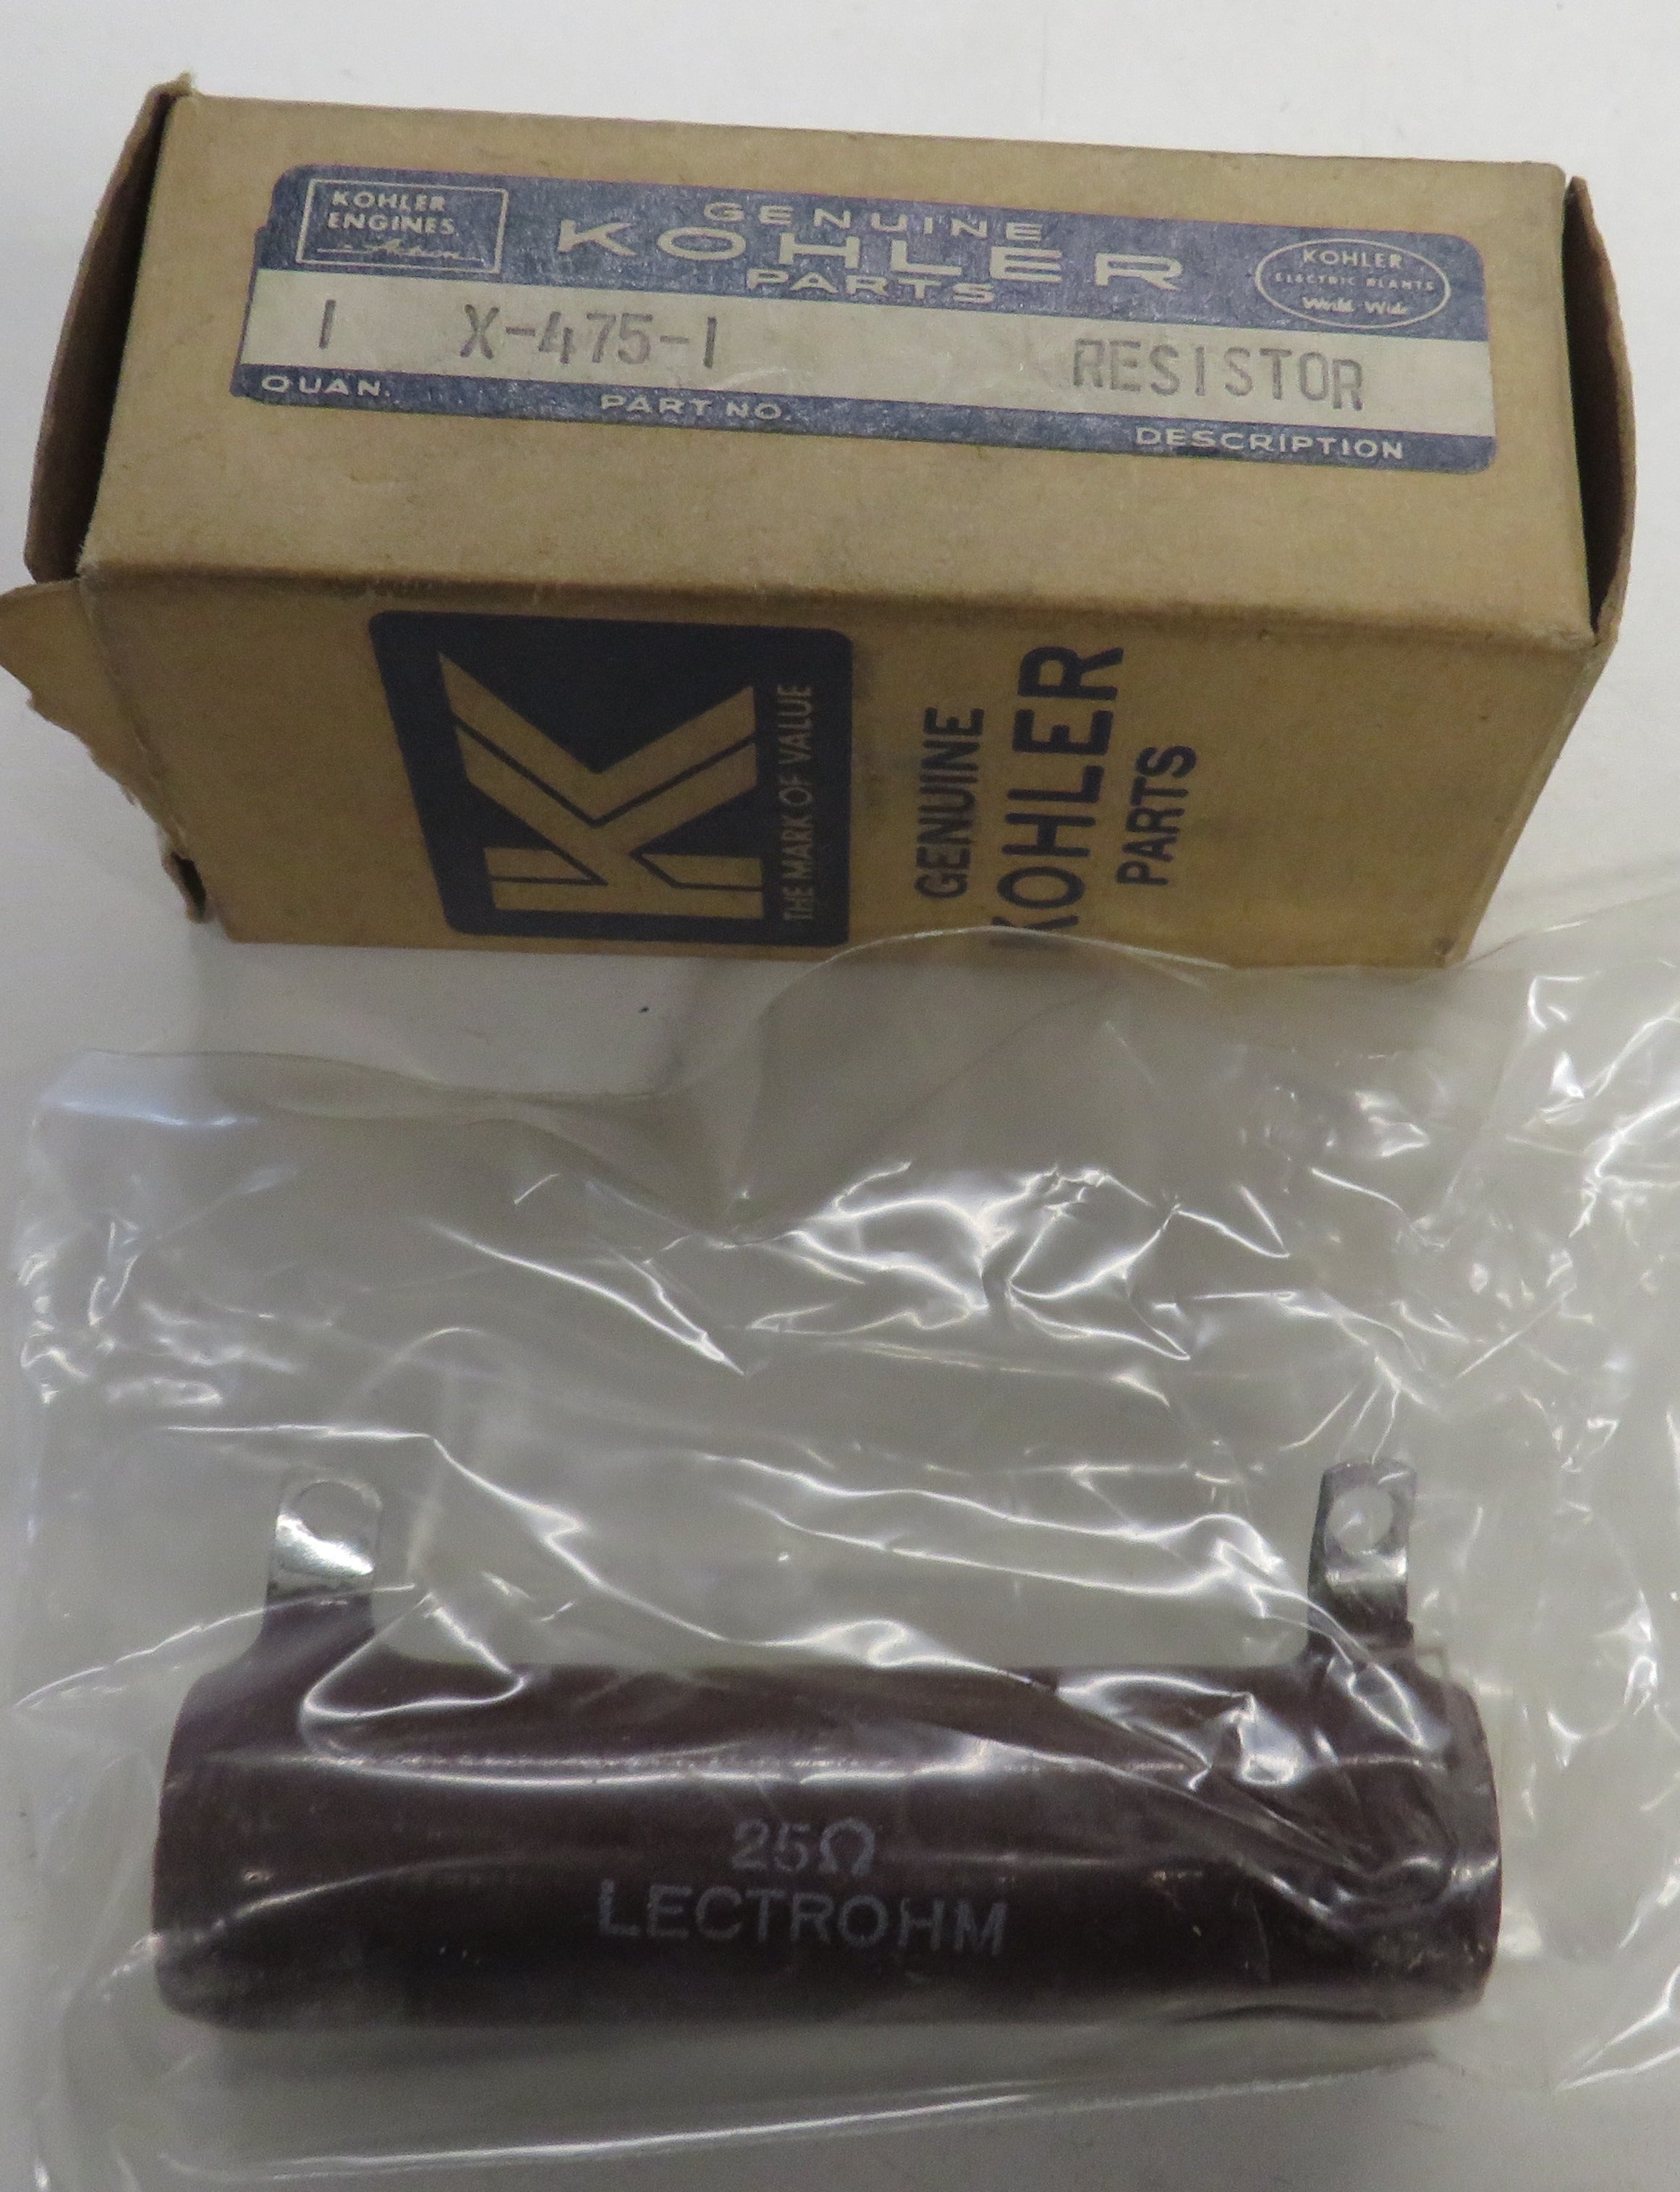 KOHLER
ENGINES
GENUINE
KOHLER
PARTS
KOHLER
ELECTRIC PLANTS
World Wide
1 X-475-1 RESISTOR
QUAN. PART NO. DESCRIPTION
K
THE MARK OF VALUE
GENUINE
KOHLER
PARTS
25Ω
LECTROHM